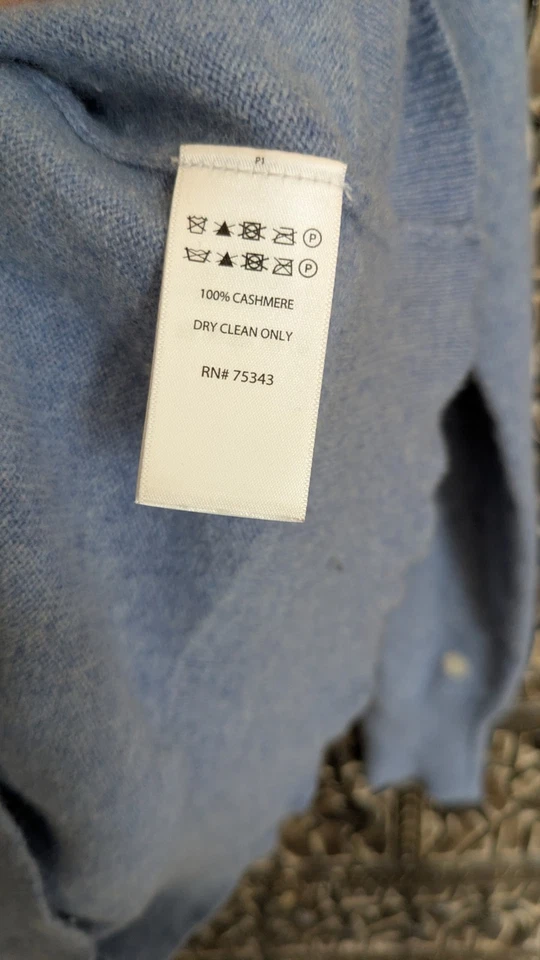 P1
P
P
100% CASHMERE
DRY CLEAN ONLY
RN# 75343